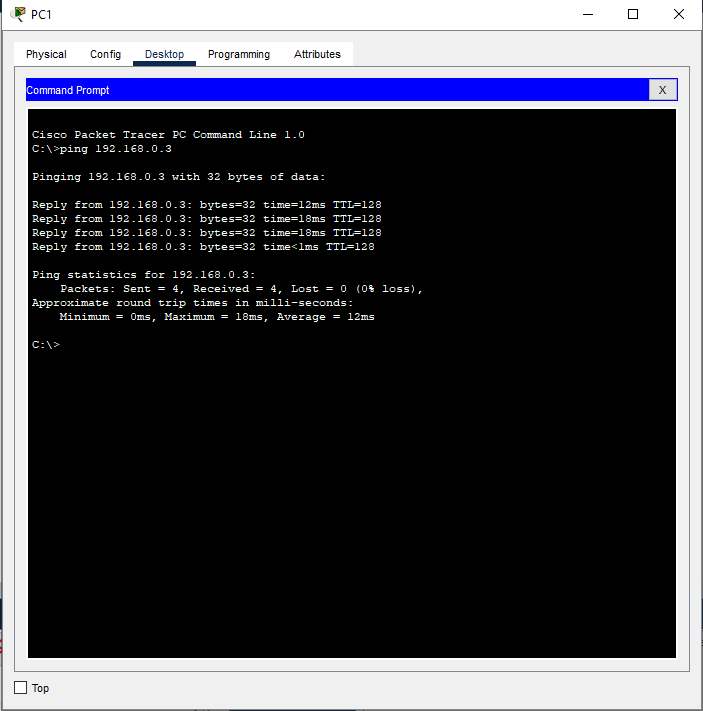 PC1
Physical Config Desktop Programming Attributes
Command Prompt X
Cisco Packet Tracer PC Command Line 1.0
C:\>ping 192.168.0.3
Pinging 192.168.0.3 with 32 bytes of data:
Reply from 192.168.0.3: bytes=32 time=12ms TTL=128
Reply from 192.168.0.3: bytes=32 time=18ms TTL=128
Reply from 192.168.0.3: bytes=32 time=18ms TTL=128
Reply from 192.168.0.3: bytes=32 time<1ms TTL=128
Ping statistics for 192.168.0.3:
Packets: Sent = 4, Received = 4, Lost = 0 (0% loss),
Approximate round trip times in milli-seconds:
Minimum = 0ms, Maximum = 18ms, Average = 12ms
C:\>
Top